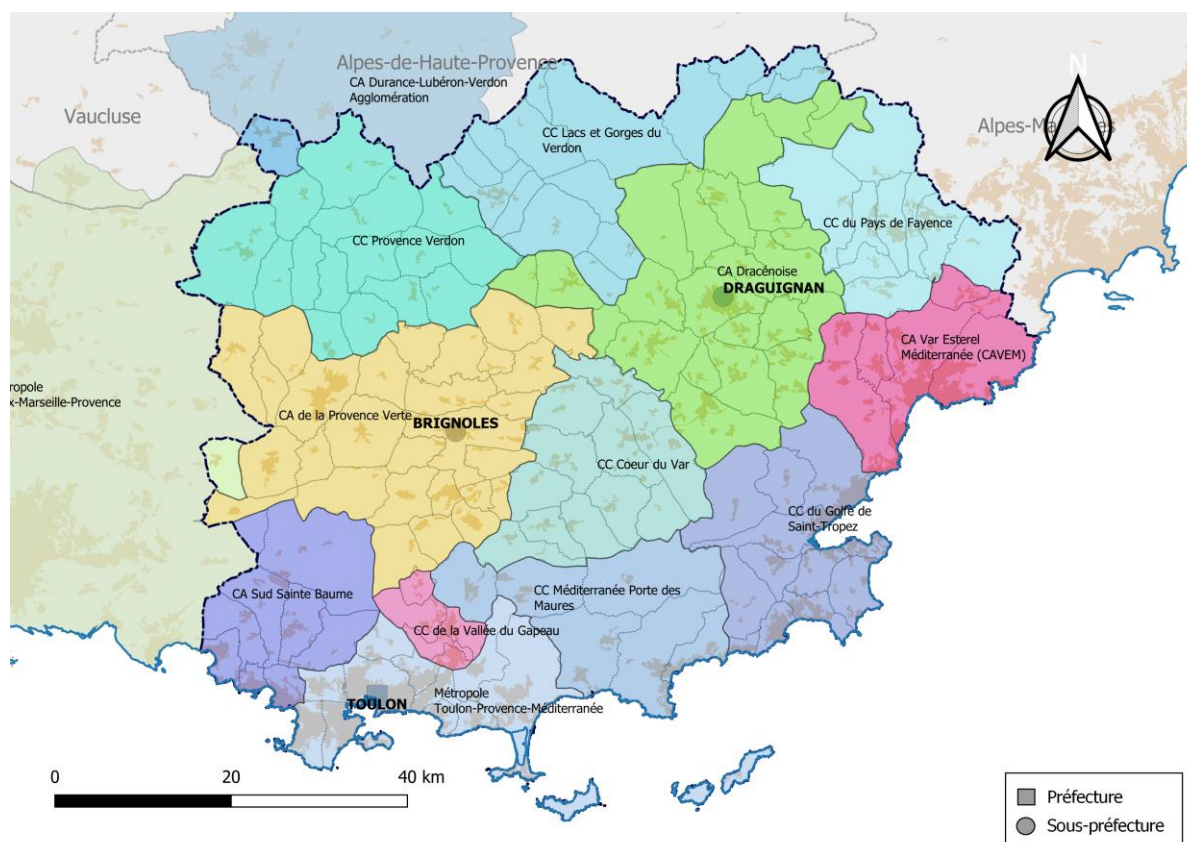 N
Alpes-de-Haute-Provence
CA Durance-Lubéron-Verdon
Agglomération
Vaucluse
CC Lacs et Gorges du
Verdon
CC du Pays de Fayence
CC Provence Verdon
CA Dracénoise
DRAGUIGNAN
CA Var Esterel
Méditerranée (CAVEM)
ropole
x-Marseille-Provence
CA de la Provence Verte
BRIGNOLES
CC Coeur du Var
CC du Golfe de
Saint-Tropez
CA Sud Sainte Baume
CC Méditerranée Porte des
Maures
CC de la Vallée du Gapeau
Métropole
Toulon-Provence-Méditerranée
TOULON
0 20 40 km
Préfecture
Sous-préfecture